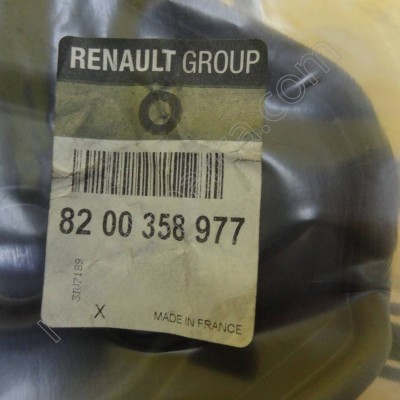 RENAULT GROUP
82 00 358 977
X
MADE IN FRANCE